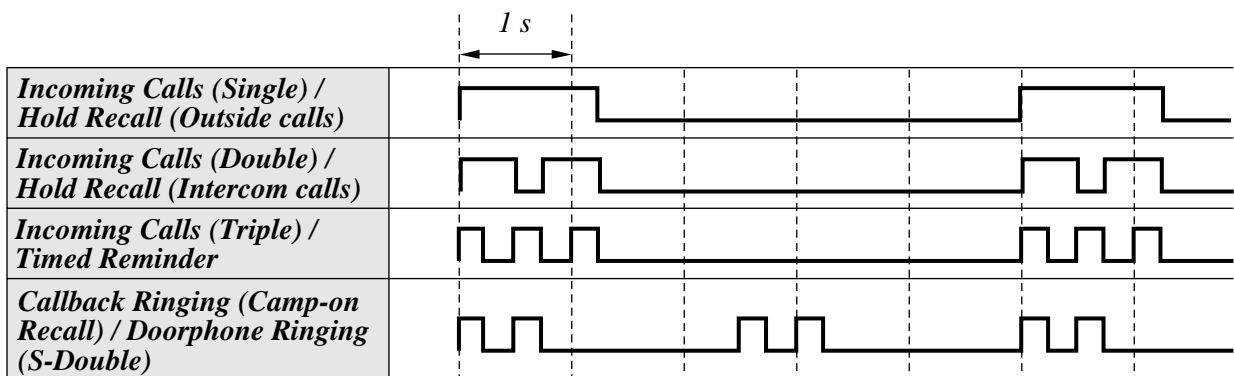 1 s
Incoming Calls (Single) /
Hold Recall (Outside calls)
Incoming Calls (Double) /
Hold Recall (Intercom calls)
Incoming Calls (Triple) /
Timed Reminder
Callback Ringing (Camp-on
Recall) / Doorphone Ringing
(S-Double)